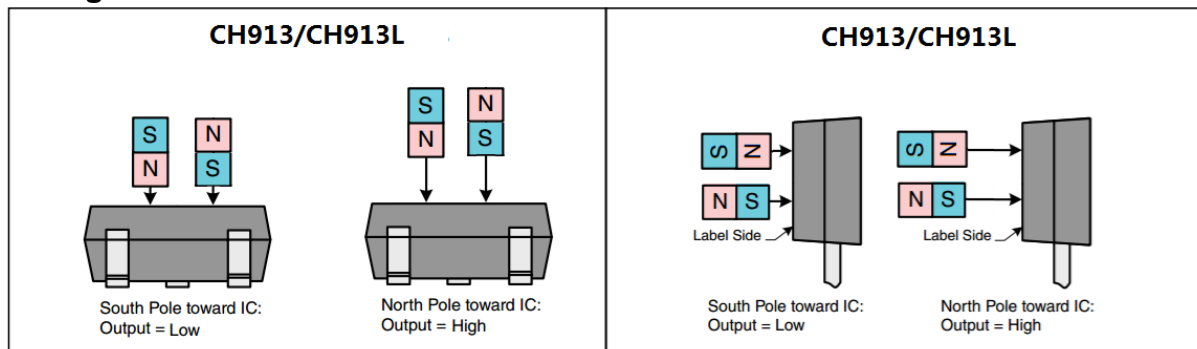 CH913/CH913L
S N
N S
S N
N S
South Pole toward IC:
Output = Low
North Pole toward IC:
Output = High
CH913/CH913L
S N
N S
Label Side
S N
N S
Label Side
South Pole toward IC:
Output = Low
North Pole toward IC:
Output = High